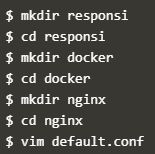 $ mkdir responsi
$ cd responsi
$ mkdir docker
$ cd docker
$ mkdir nginx
$ cd nginx
$ vim default.conf